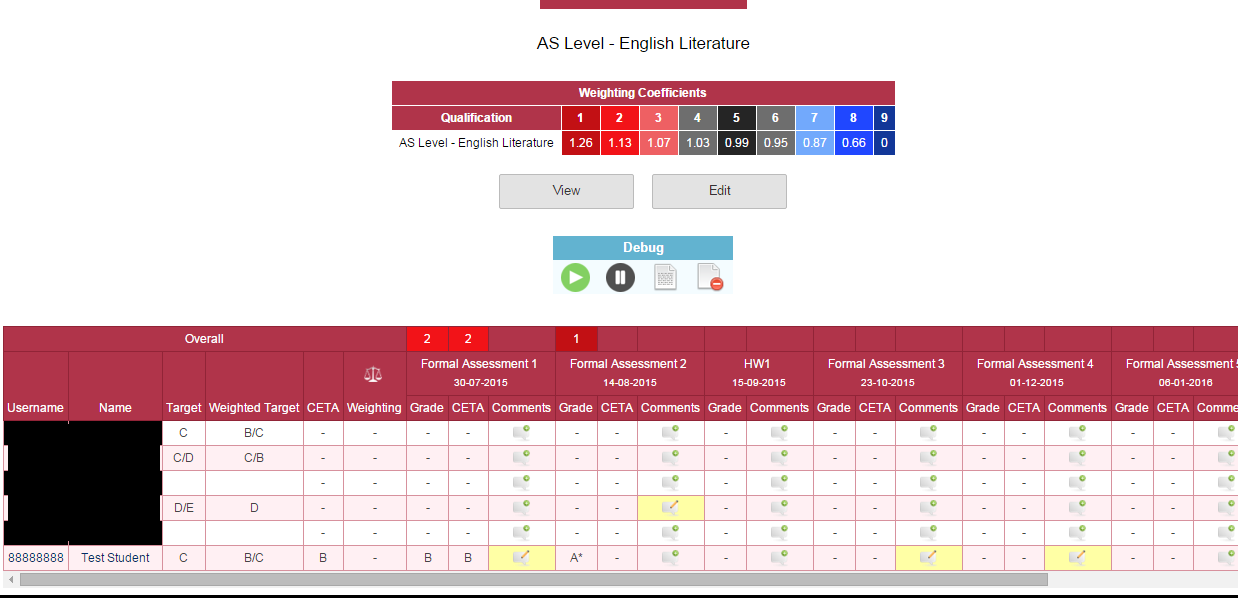 AS Level - English Literature
Weighting Coefficients
Qualification 1 2 3 4 5 6 7 8 9
AS Level - English Literature 1.26 1.13 1.07 1.03 0.99 0.95 0.87 0.66 0
View Edit
Debug
Overall 2 2 1
Formal Assessment 1 Formal Assessment 2 HW1 Formal Assessment 3 Formal Assessment 4 Formal Assessment 5
30-07-2015 14-08-2015 15-09-2015 23-10-2015 01-12-2015 06-01-2016
Username Name Target Weighted Target CETA Weighting Grade CETA Comments Grade CETA Comments Grade Comments Grade CETA Comments Grade CETA Comments Grade CETA Comme
C B/C - - - - - - - - - - - - -
C/D C/B - - - - - - - - - - - - -
- - - - - - - - - - - - -
D/E D - - - - - - - - - - - - -
- - - - - - - - - - - - -
88888888 Test Student C B/C B - B B A* - - - - - - - -